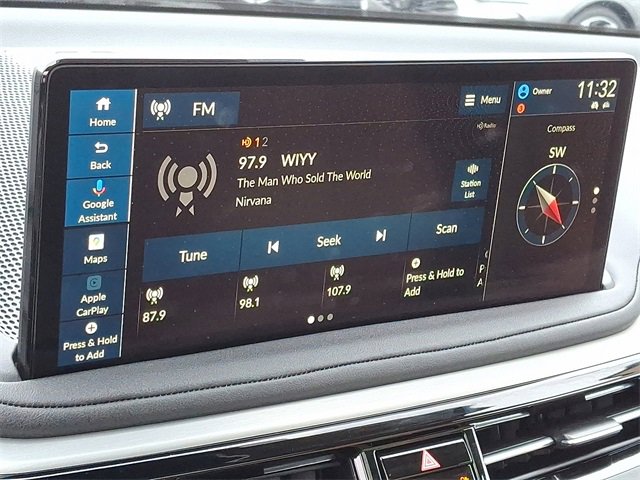 Home
Back
Google
Assistant
Maps
Apple
CarPlay
Press & Hold
to Add
FM
Menu
HD Radio
HD 1 2
97.9 WIYY
The Man Who Sold The World
Nirvana
Station
List
Tune
Seek
Scan
87.9
98.1
107.9
Press & Hold to
Add
P
A
Owner
3
11:32
Compass
SW